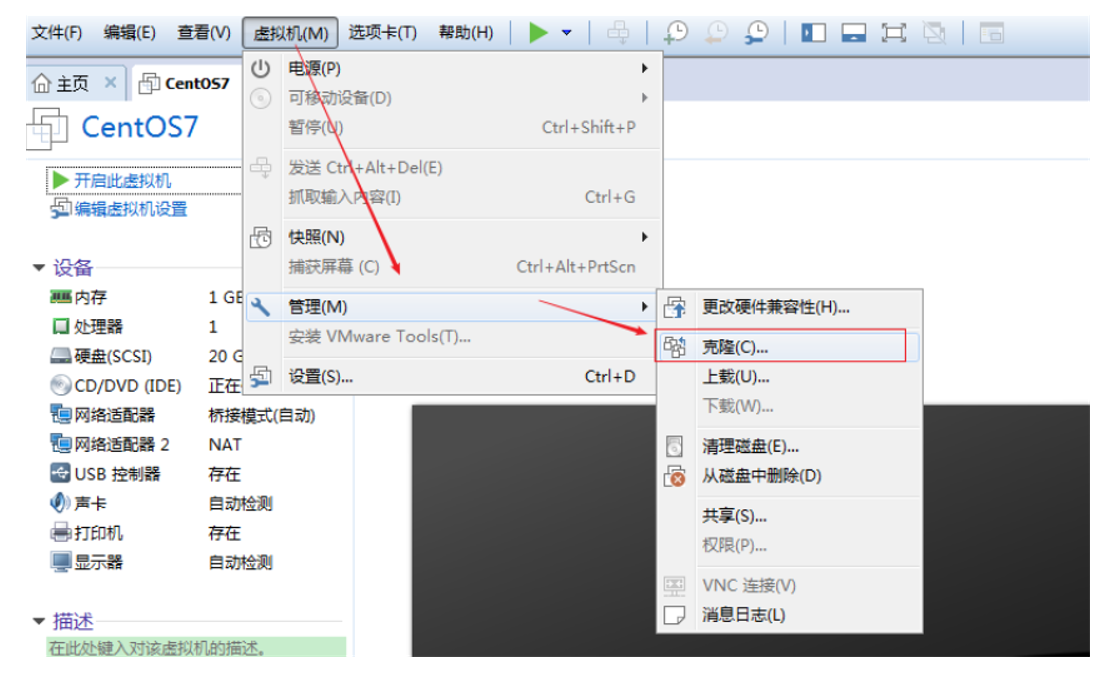 文件(F) 编辑(E) 查看(V) 虚拟机(M) 选项卡(T) 帮助(H)
主页 CentOS7
CentOS7
开启此虚拟机
编辑虚拟机设置
设备
内存 1 GB
处理器 1
硬盘(SCSI) 20 G
CD/DVD (IDE) 正在
网络适配器 桥接模式(自动)
网络适配器 2 NAT
USB 控制器 存在
声卡 自动检测
打印机 存在
显示器 自动检测
描述
在此处键入对该虚拟机的描述。
电源(P)
可移动设备(D)
暂停(U) Ctrl+Shift+P
发送 Ctrl+Alt+Del(E)
抓取输入内容(I) Ctrl+G
快照(N)
捕获屏幕 (C) Ctrl+Alt+PrtScn
管理(M)
安装 VMware Tools(T)...
设置(S)... Ctrl+D
更改硬件兼容性(H)...
克隆(C)...
上载(U)...
下载(W)...
清理磁盘(E)...
从磁盘中删除(D)
共享(S)...
权限(P)...
VNC 连接(V)
消息日志(L)